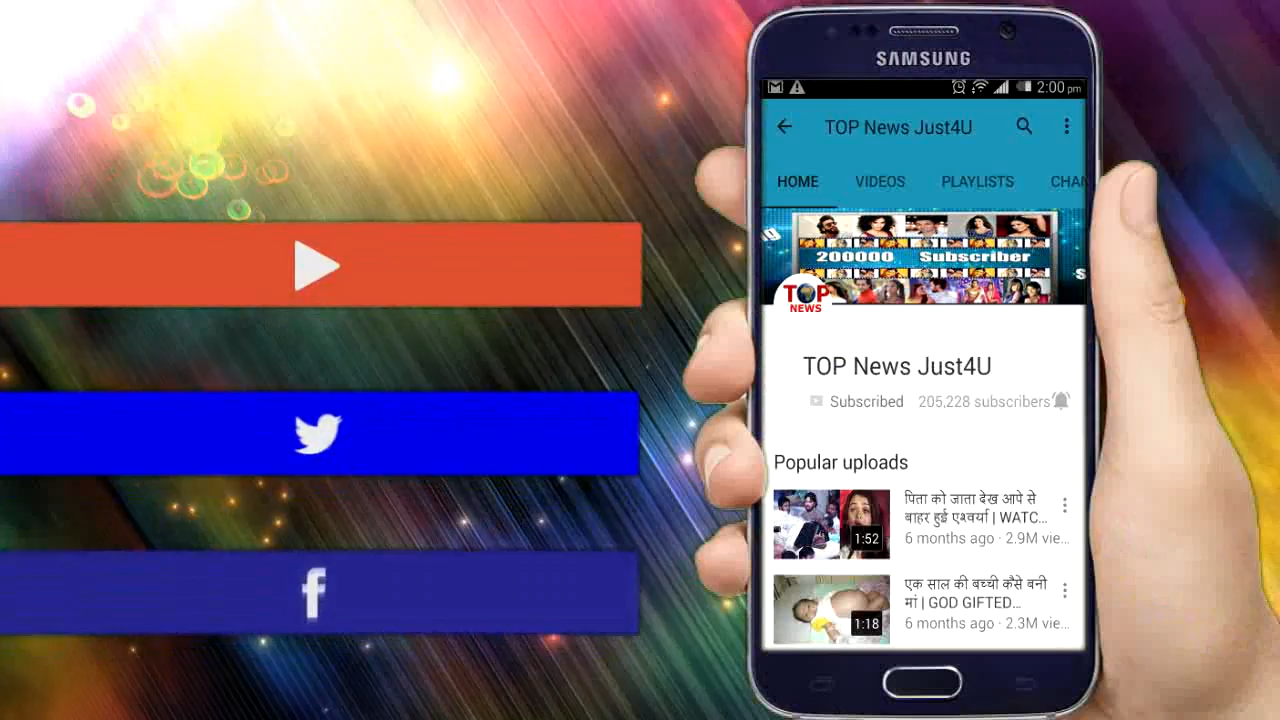 SAMSUNG
2:00 pm
TOP News Just4U
HOME VIDEOS PLAYLISTS CHAN
200000 Subscriber
TOP
NEWS
TOP News Just4U
Subscribed 205,228 subscribers
Popular uploads
पिता को जाता देख आपे से
बाहर हुई एश्वर्या | WATC...
1:52
6 months ago · 2.9M vie...
एक साल की बच्ची कैसे बनी
मां | GOD GIFTED...
1:18
6 months ago · 2.3M vie...